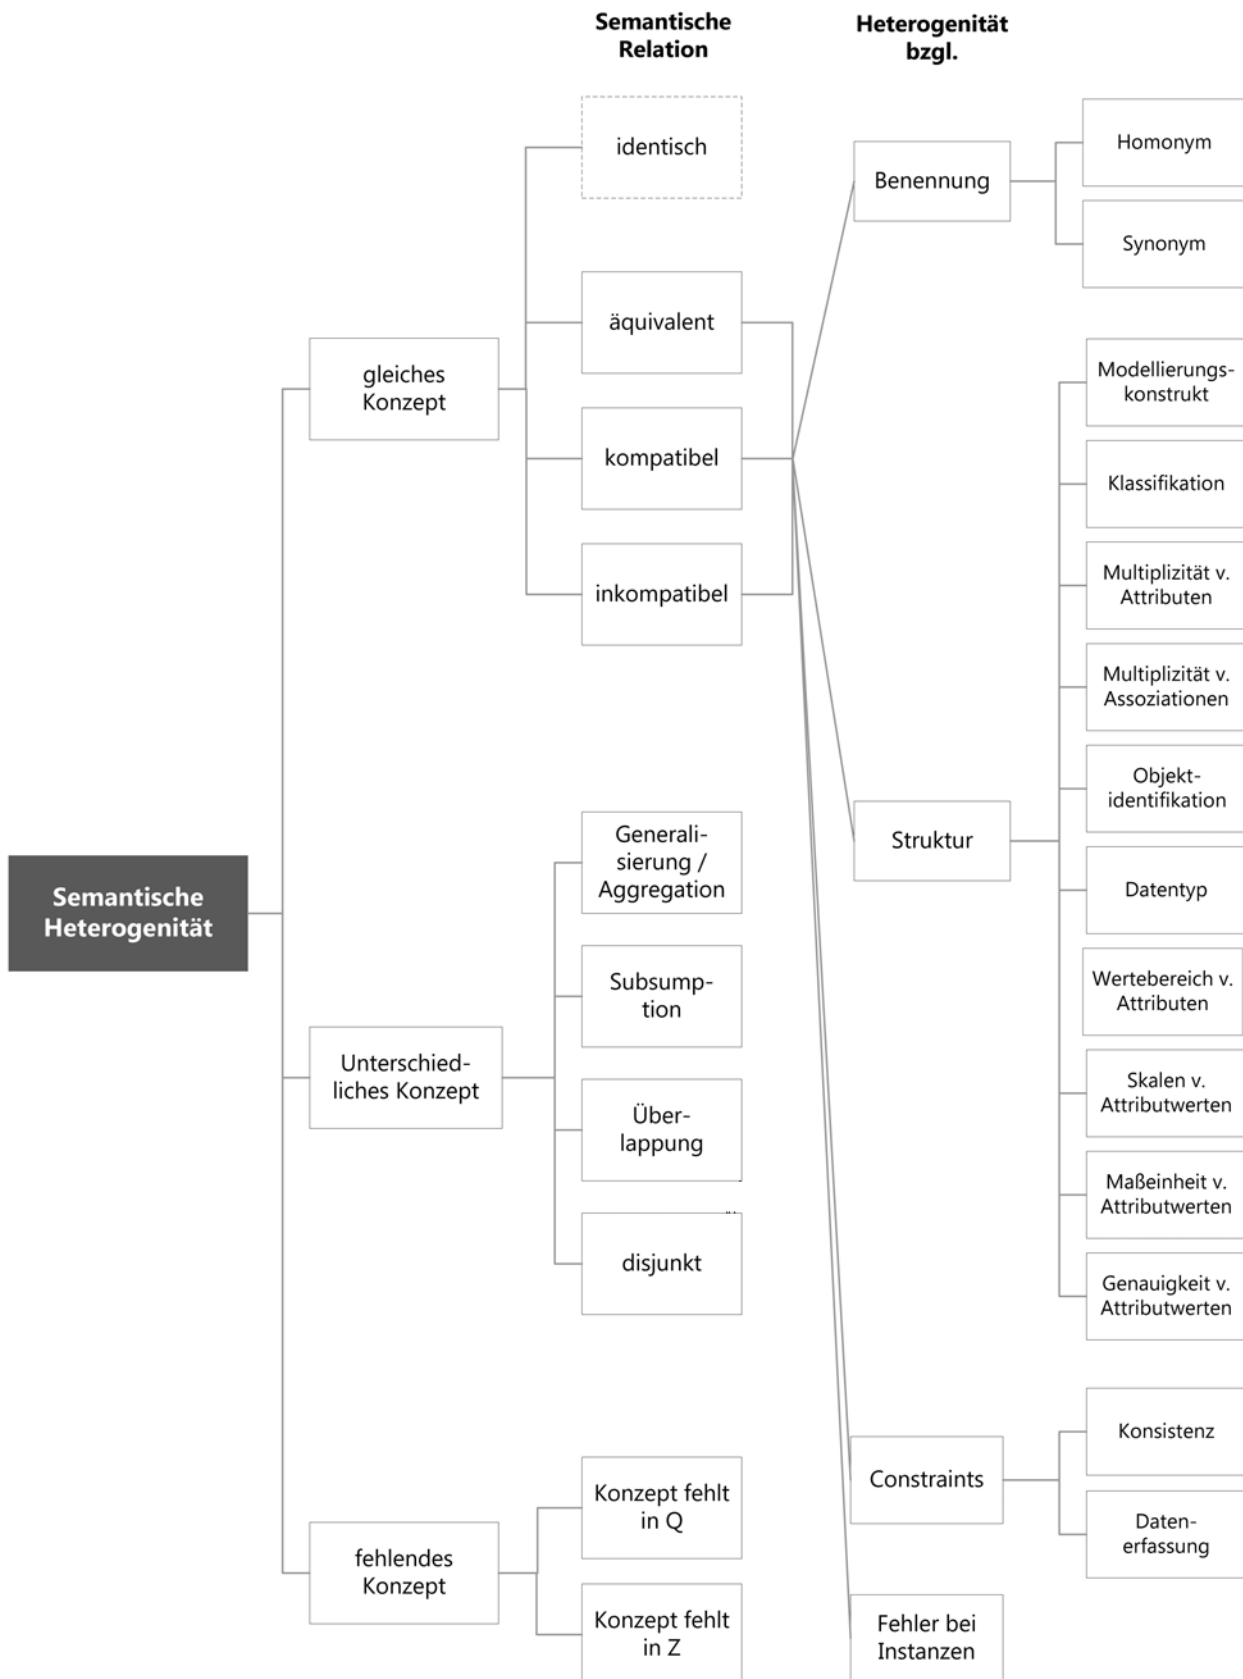 Semantische
Relation
Heterogenität
bzgl.
Semantische
Heterogenität
gleiches
Konzept
identisch
äquivalent
kompatibel
inkompatibel
Unterschied-
liches Konzept
Generali-
sierung /
Aggregation
Subsump-
tion
Über-
lappung
disjunkt
fehlendes
Konzept
Konzept fehlt
in Q
Konzept fehlt
in Z
Benennung
Homonym
Synonym
Struktur
Modellierungs-
konstrukt
Klassifikation
Multiplizität v.
Attributen
Multiplizität v.
Assoziationen
Objekt-
identifikation
Datentyp
Wertebereich v.
Attributen
Skalen v.
Attributwerten
Maßeinheit v.
Attributwerten
Genauigkeit v.
Attributwerten
Constraints
Konsistenz
Daten-
erfassung
Fehler bei
Instanzen